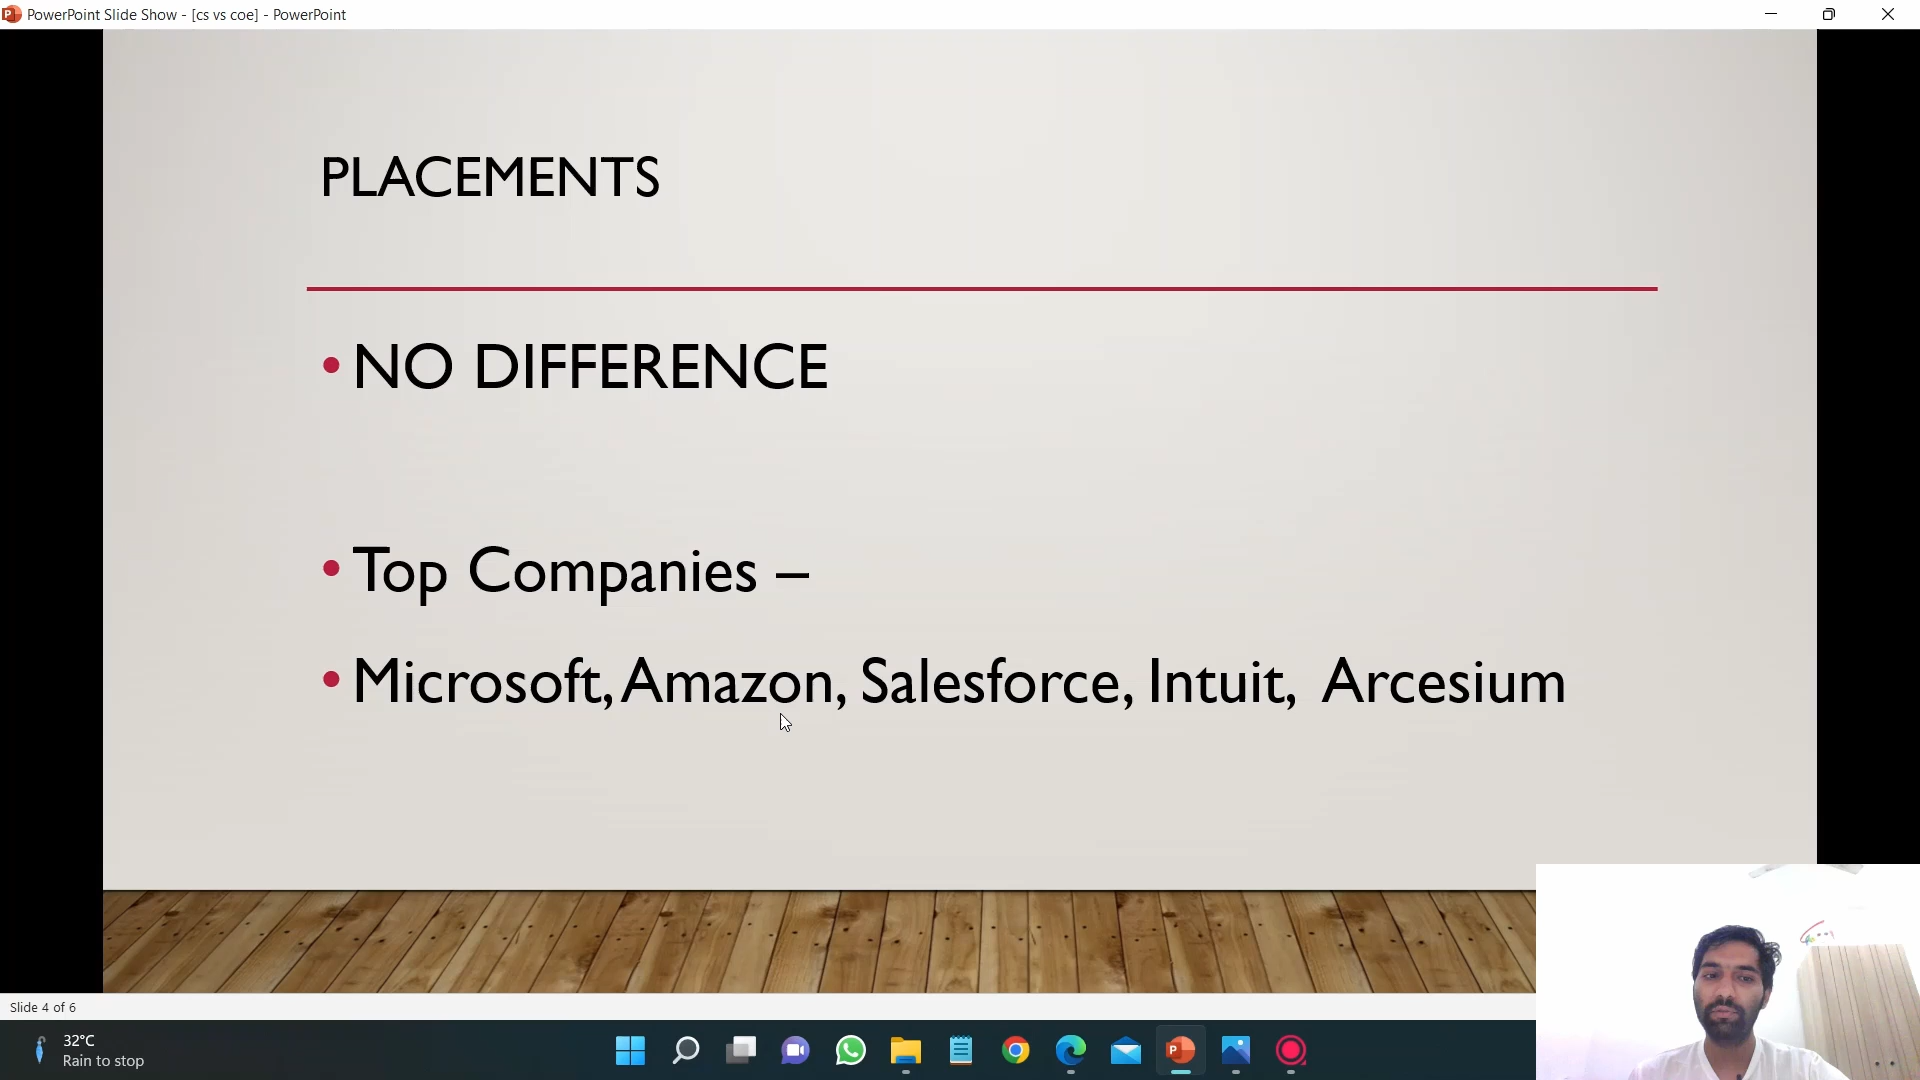 PowerPoint Slide Show - [cs vs coe] - PowerPoint
PLACEMENTS
• NO DIFFERENCE
• Top Companies –
• Microsoft, Amazon, Salesforce, Intuit, Arcesium
Slide 4 of 6
32°C
Rain to stop